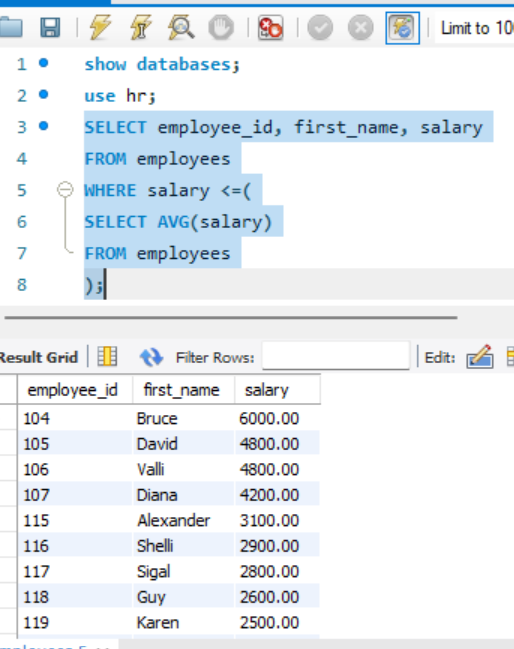 Limit to 10
1 show databases;
2 use hr;
3 SELECT employee_id, first_name, salary
4 FROM employees
5 WHERE salary <=(
6 SELECT AVG(salary)
7 FROM employees
8 );
Result Grid Filter Rows: Edit:
employee_id first_name salary
104 Bruce 6000.00
105 David 4800.00
106 Valli 4800.00
107 Diana 4200.00
115 Alexander 3100.00
116 Shelli 2900.00
117 Sigal 2800.00
118 Guy 2600.00
119 Karen 2500.00